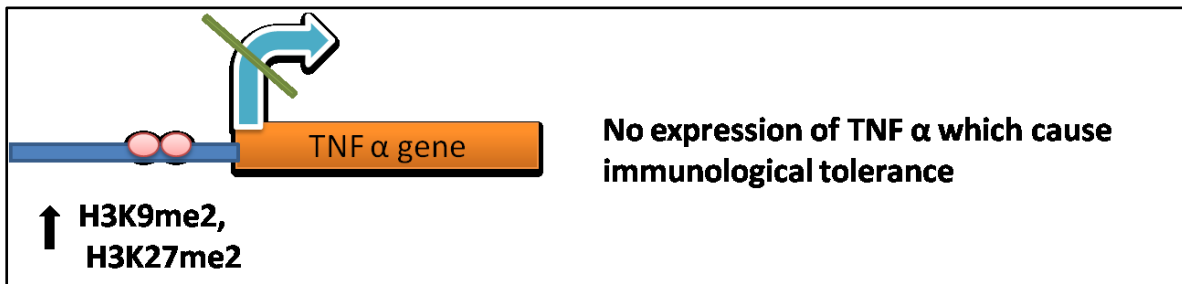 TNF α gene
No expression of TNF α which cause
immunological tolerance
H3K9me2,
H3K27me2